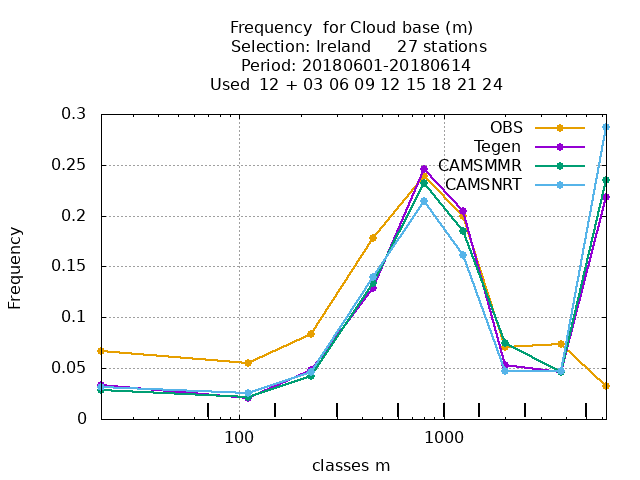 Frequency  for Cloud base (m)
Selection: Ireland     27 stations
Period: 20180601-20180614
Used  12 + 03 06 09 12 15 18 21 24
0.3
0.25
0.2
0.15
0.1
0.05
0
Frequency
100
1000
classes m
OBS
Tegen
CAMSMMR
CAMSNRT